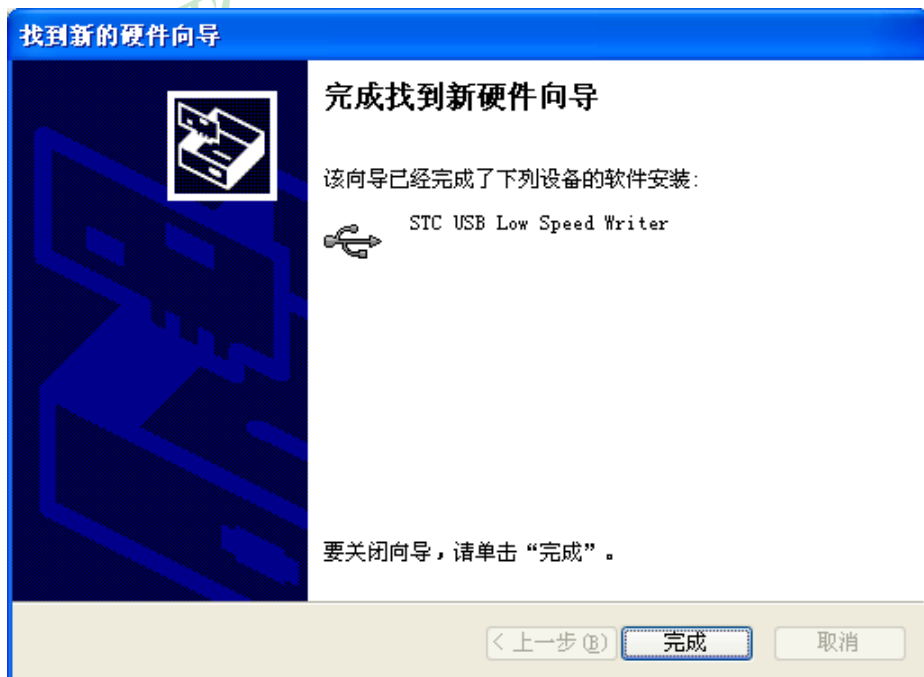 找到新的硬件向导
完成找到新硬件向导
该向导已经完成了下列设备的软件安装:
STC USB Low Speed Writer
要关闭向导，请单击“完成”。
< 上一步(B)
完成
取消